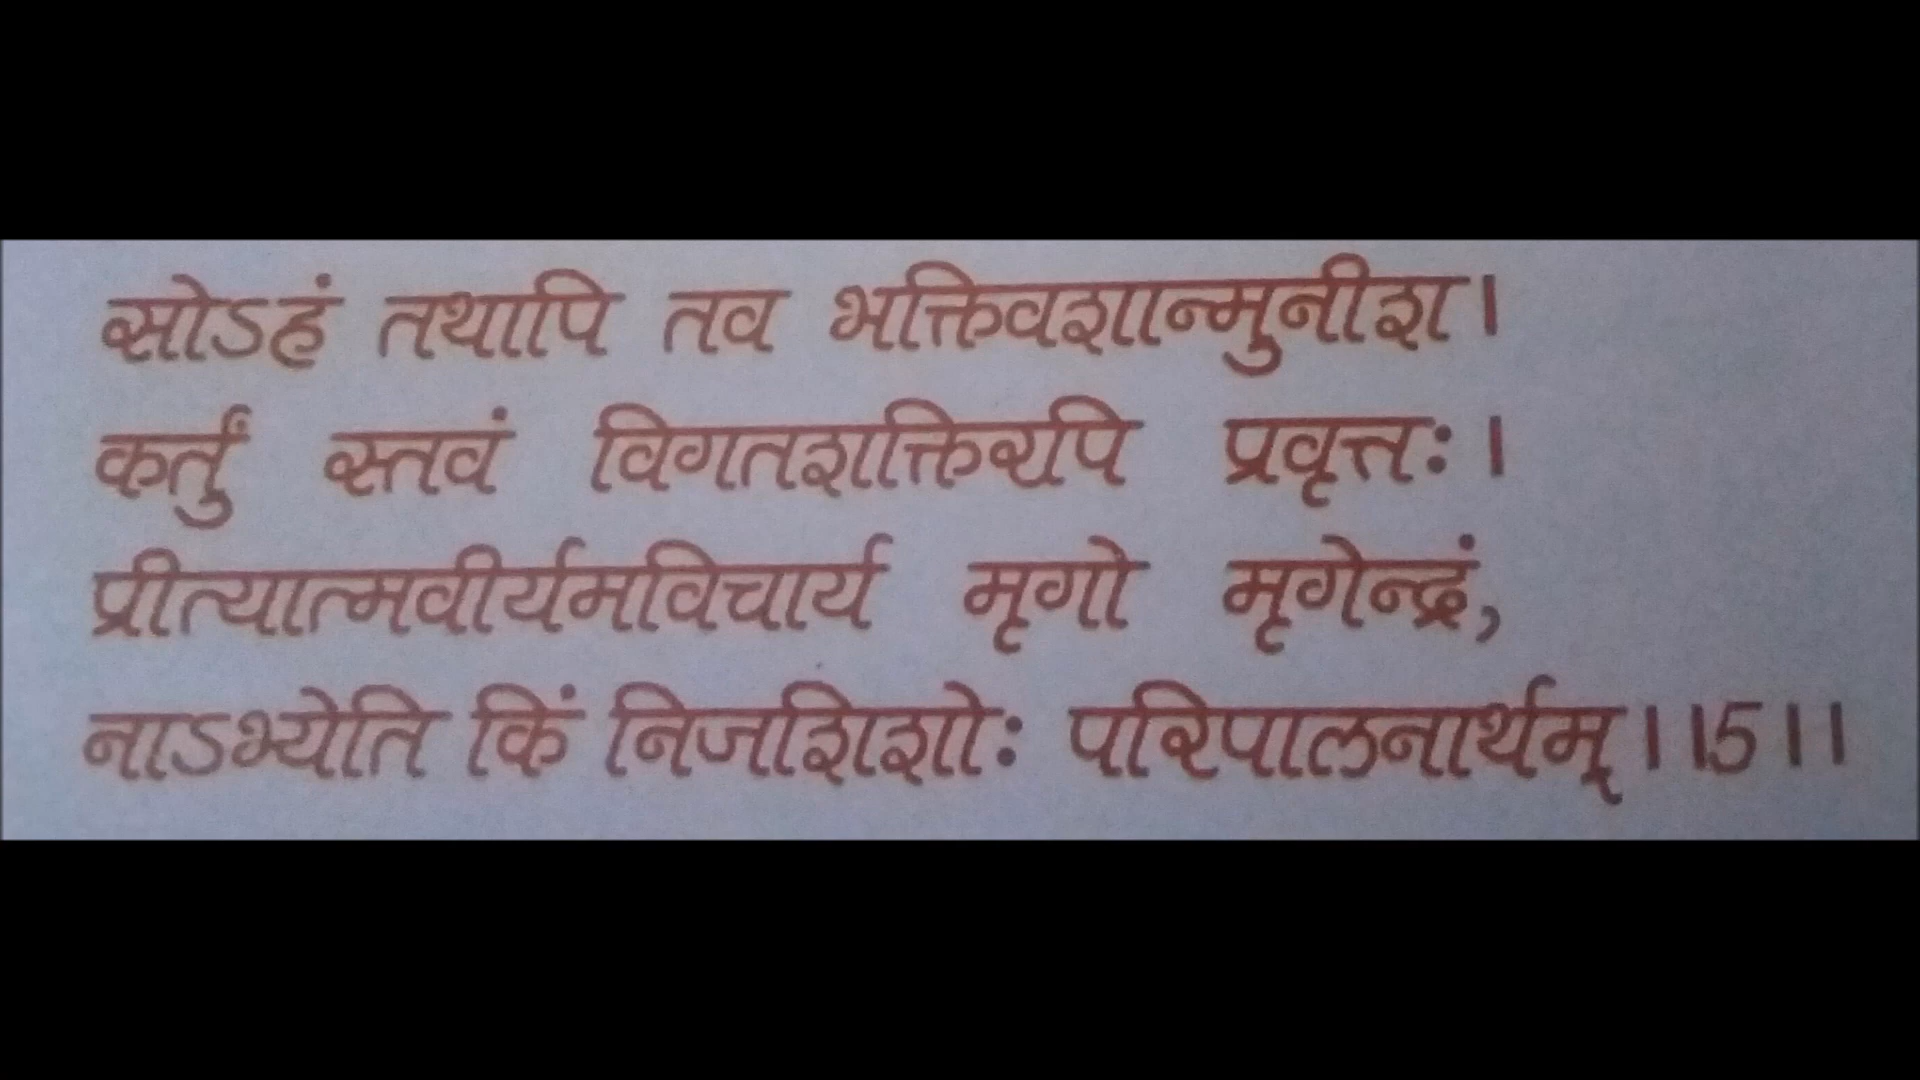 सोऽहं तथापि तव भक्तिवशान्मुनीश।
कर्तुं स्तवं विगतशक्तिरपि प्रवृत्तः।
प्रीत्यात्मवीर्यमविचार्य मृगो मृगेन्द्रं,
नाऽभ्येति किं निजशिशोः परिपालनार्थम्।।5।।